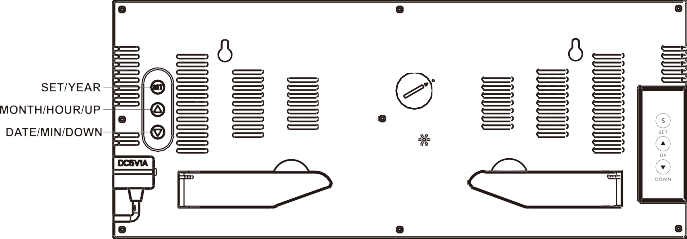 SET/YEAR
SET
MONTH/HOUR/UP
DATE/MIN/DOWN
DC5V1A
S
SET
UP
DOWN